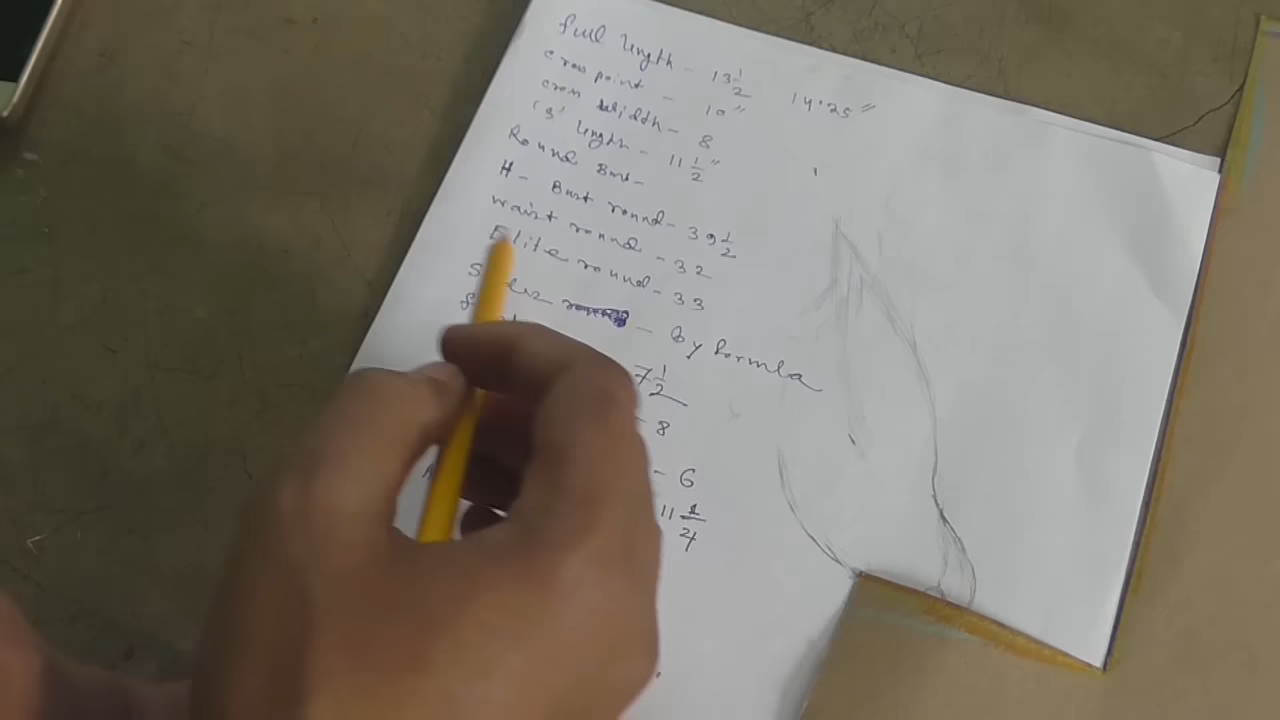 full length - 13 1/2 14.25"
cross point - 10"
cross width - 8
'S' length - 11 1/2"
Round Bust -
H - Bust round - 39 1/2
waist round - 32
round - 33
- by formula
7 1/2
- 8
- 6
11 1/4